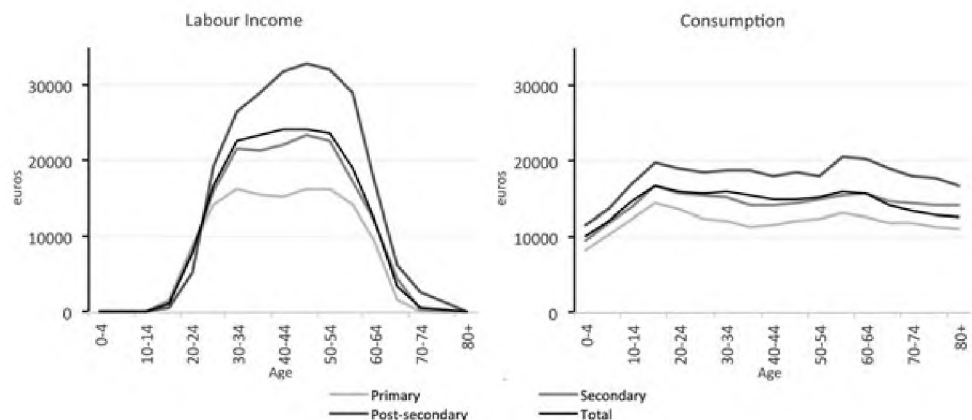 Labour Income
30000
20000
10000
0
euros
0-4
10-14
20-24
30-34
40-44
50-54
60-64
70-74
80+
Age
Consumption
30000
20000
10000
0
euros
0-4
10-14
20-24
30-34
40-44
50-54
60-64
70-74
80+
Age
Primary
Secondary
Post-secondary
Total